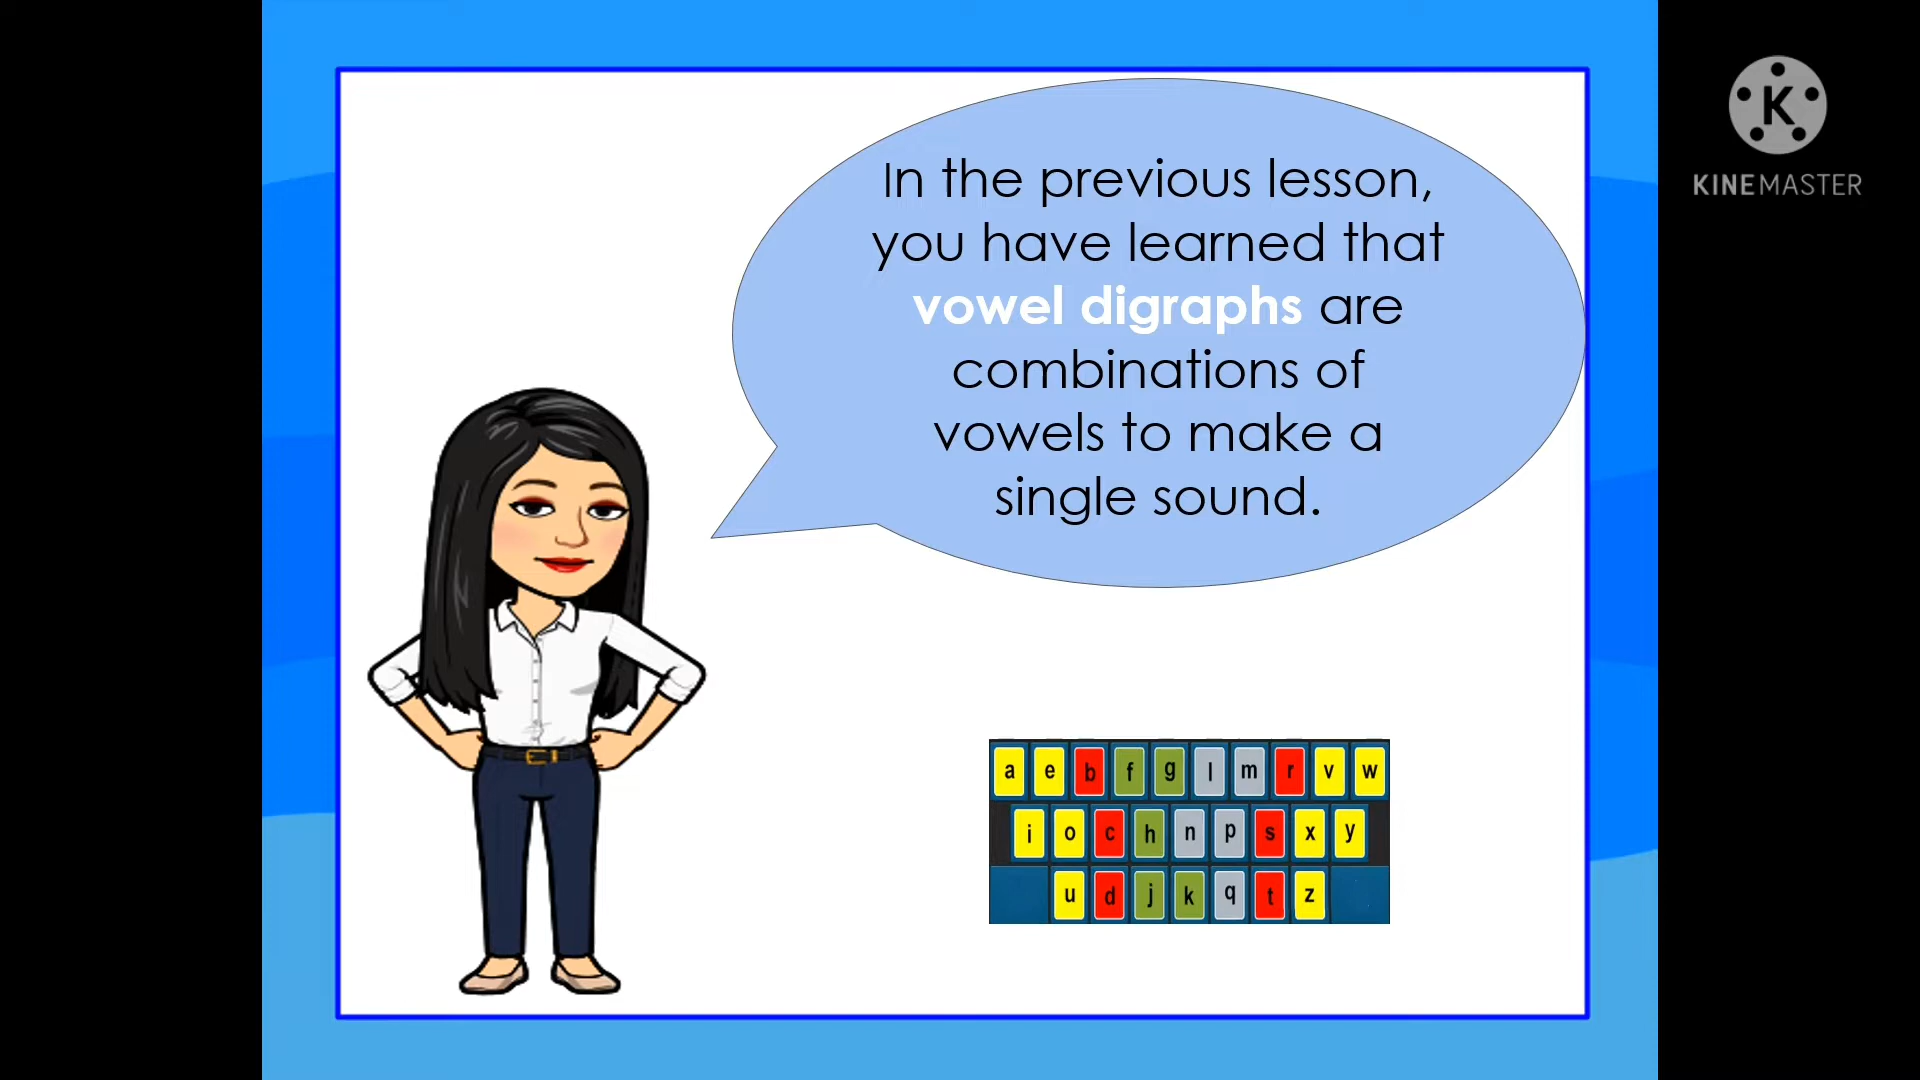 In the previous lesson,
you have learned that
vowel digraphs are
combinations of
vowels to make a
single sound.
K
KINEMASTER
a e b f g l m r v w
i o c h n p s x y
u d j k q t z